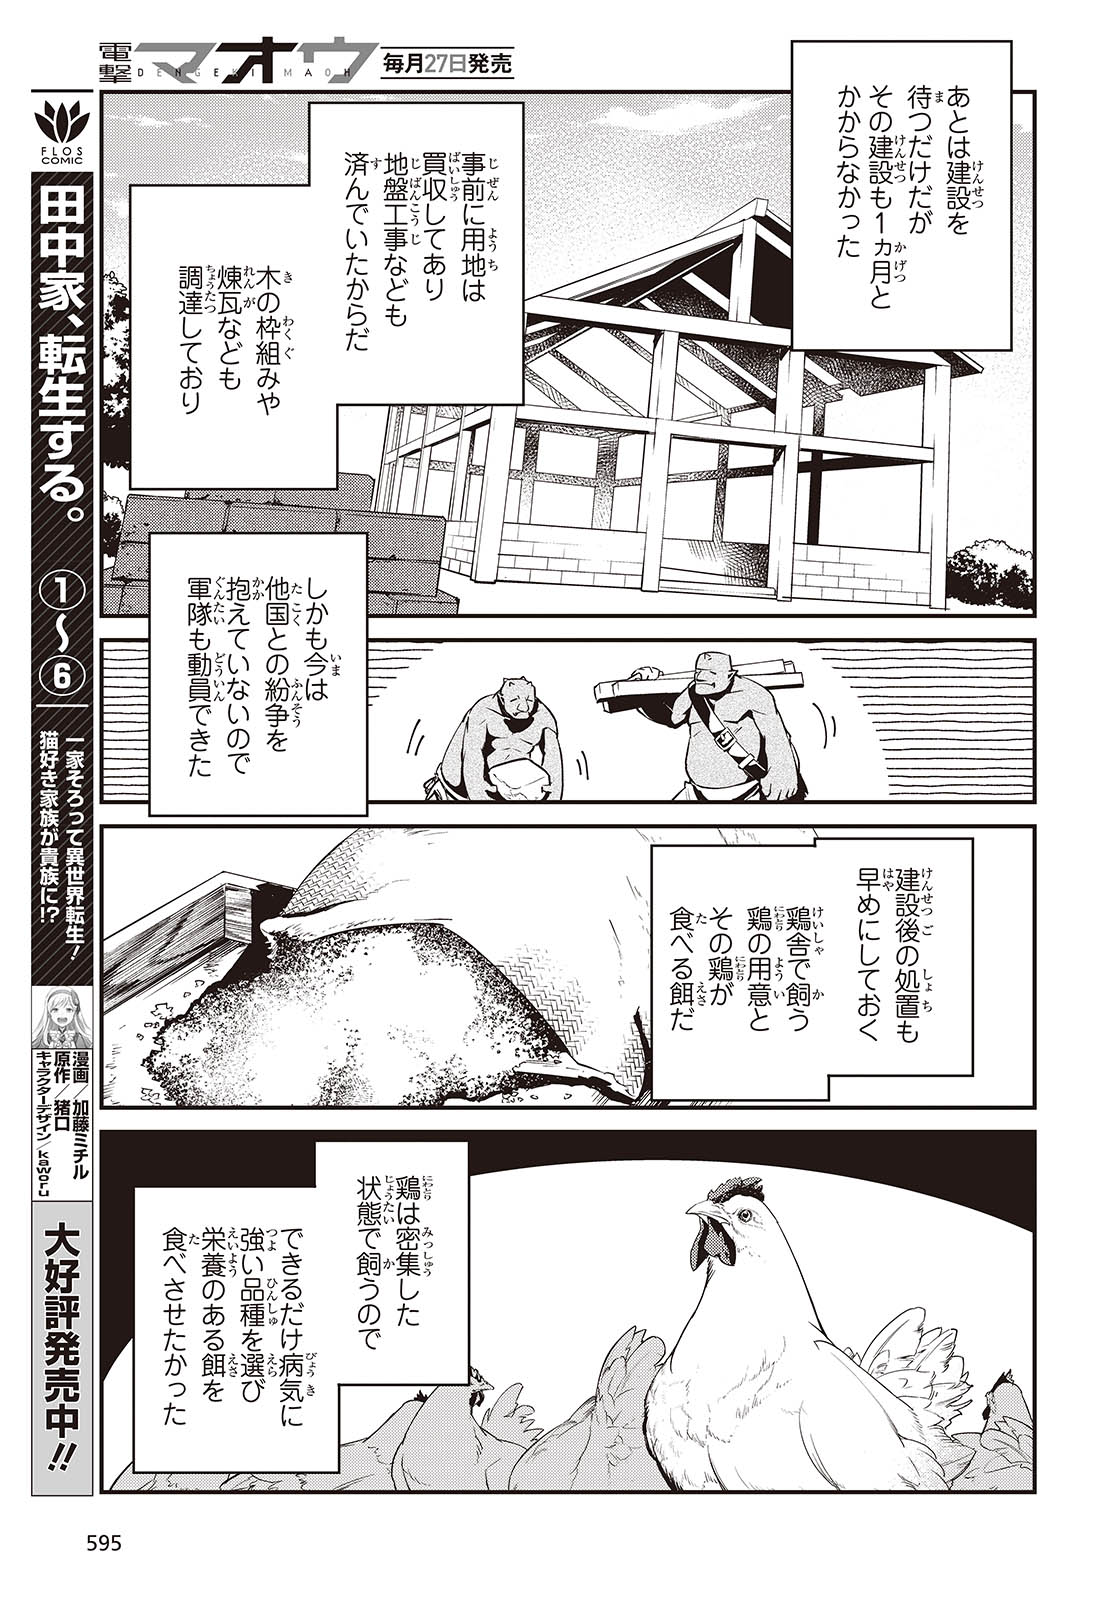 電撃マオウ
DENGEKI MAOH
毎月27日発売
あとは建設を
待つだけだが
その建設も1ヵ月と
かからなかった
事前に用地は
買収してあり
地盤工事なども
済んでいたからだ
木の枠組みや
煉瓦なども
調達しており
しかも今は
他国との紛争を
抱えていないので
軍隊も動員できた
建設後の処置も
早めにしておく
鶏舎で飼う
鶏の用意と
その鶏が
食べる餌だ
鶏は密集した
状態で飼うので
できるだけ病気に
強い品種を選び
栄養のある餌を
食べさせたかった
FLOS
COMIC
田中家、転生する。
①〜⑥
一家そろって異世界転生!
猫好き家族が貴族に!?
漫画/加藤ミチル
原作/猪口
キャラクターデザイン/kaworu
大好評発売中!!
595